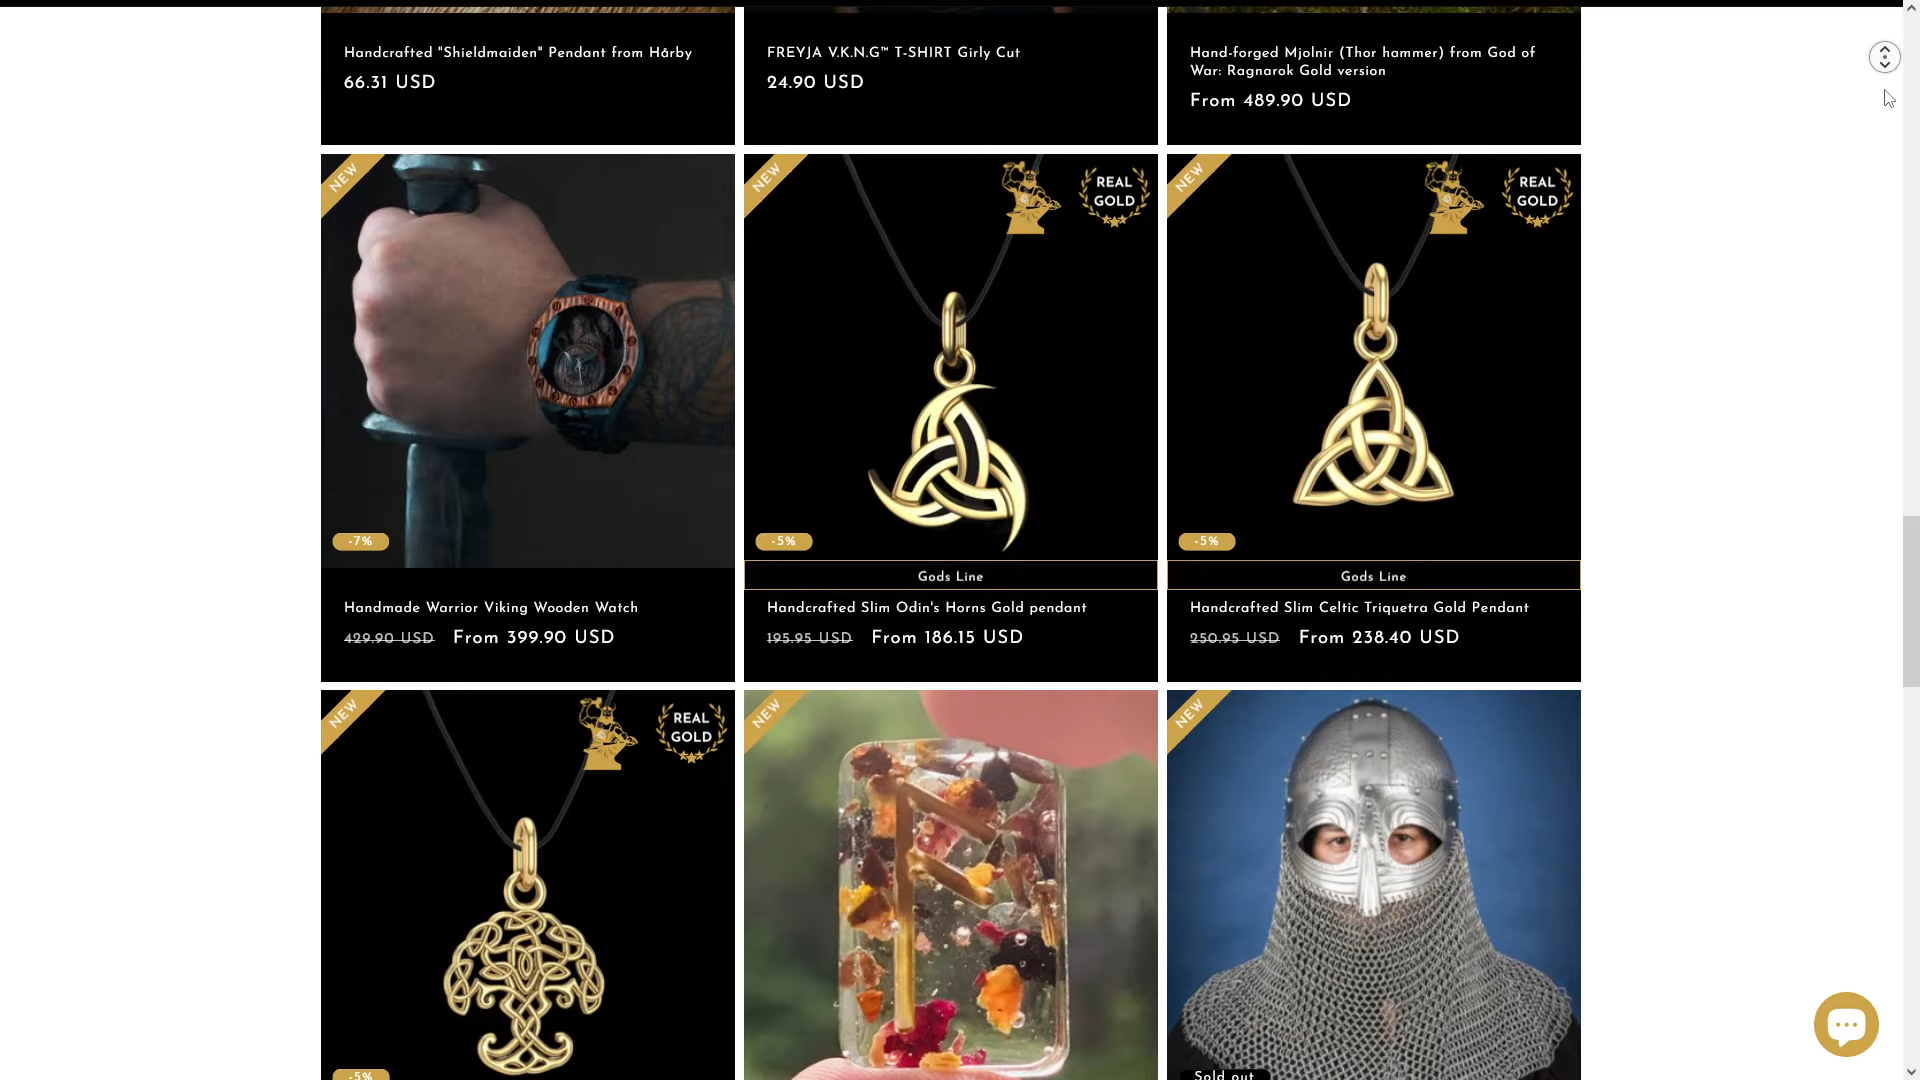 Handcrafted "Shieldmaiden" Pendant from Hårby
66.31 USD
FREYJA V.K.N.G™ T-SHIRT Girly Cut
24.90 USD
Hand-forged Mjolnir (Thor hammer) from God of
War: Ragnarok Gold version
From 489.90 USD
NEW
-7%
Handmade Warrior Viking Wooden Watch
429.90 USD From 399.90 USD
NEW
REAL
GOLD
-5%
Gods Line
Handcrafted Slim Odin's Horns Gold pendant
195.95 USD From 186.15 USD
NEW
REAL
GOLD
-5%
Gods Line
Handcrafted Slim Celtic Triquetra Gold Pendant
250.95 USD From 238.40 USD
NEW
REAL
GOLD
-5%
NEW
NEW
Sold out